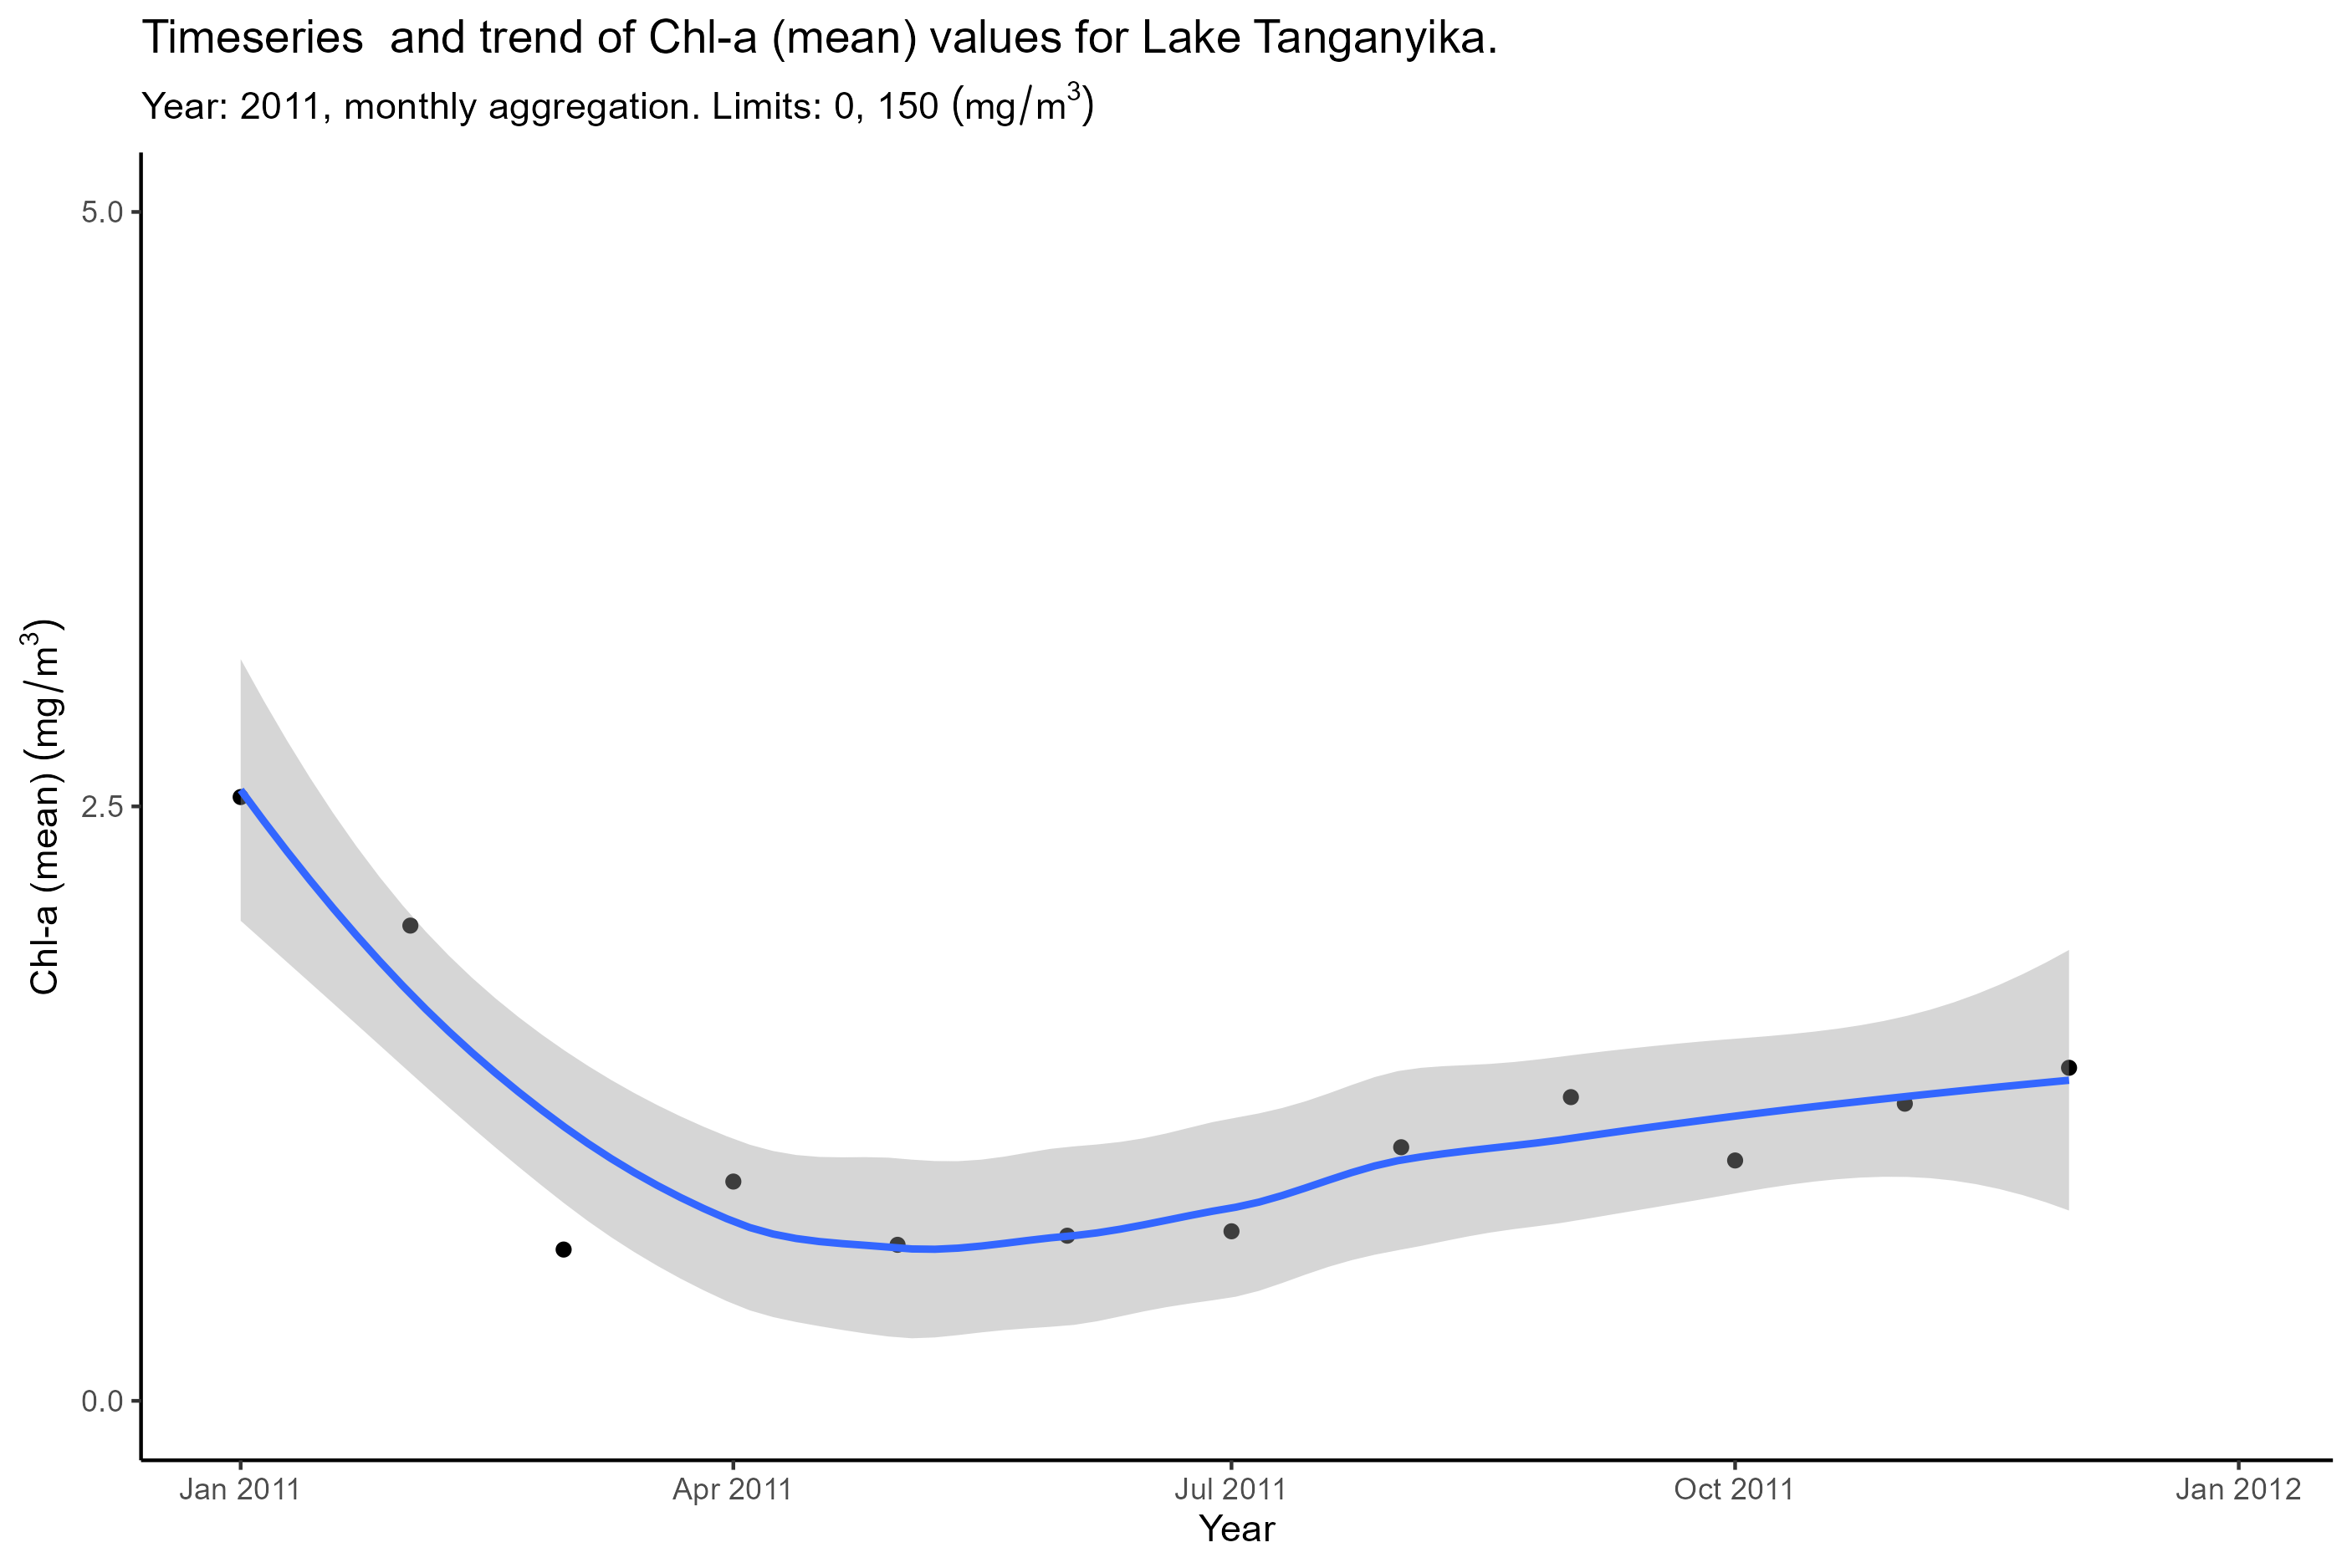 Timeseries  and trend of Chl-a (mean) values for Lake Tanganyika.
Year: 2011, monthly aggregation. Limits: 0, 150 (mg/m³)
Chl-a (mean) (mg/m³)
5.0
2.5
0.0
Jan 2011
Apr 2011
Jul 2011
Oct 2011
Jan 2012
Year